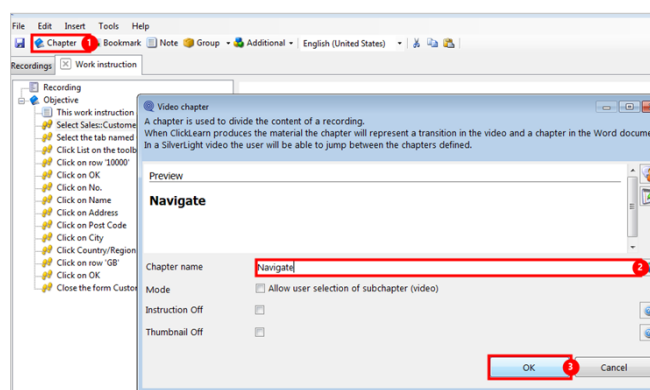 File Edit Insert Tools Help
Chapter 1 Bookmark Note Group Additional English (United States)
Recordings Work instruction
Recording
Objective
This work instruction
Select Sales::Custome
Select the tab named
Click List on the toolb
Click on row '10000'
Click on OK
Click on No.
Click on Name
Click on Address
Click on Post Code
Click on City
Click Country/Region
Click on row 'GB'
Click on OK
Close the form Custor
Video chapter
A chapter is used to divide the content of a recording.
When ClickLearn produces the material the chapter will represent a transition in the video and a chapter in the Word docume
In a SilverLight video the user will be able to jump between the chapters defined.
Preview
Navigate
Chapter name Navigate 2
Mode Allow user selection of subchapter (video)
Instruction Off
Thumbnail Off
OK 3 Cancel